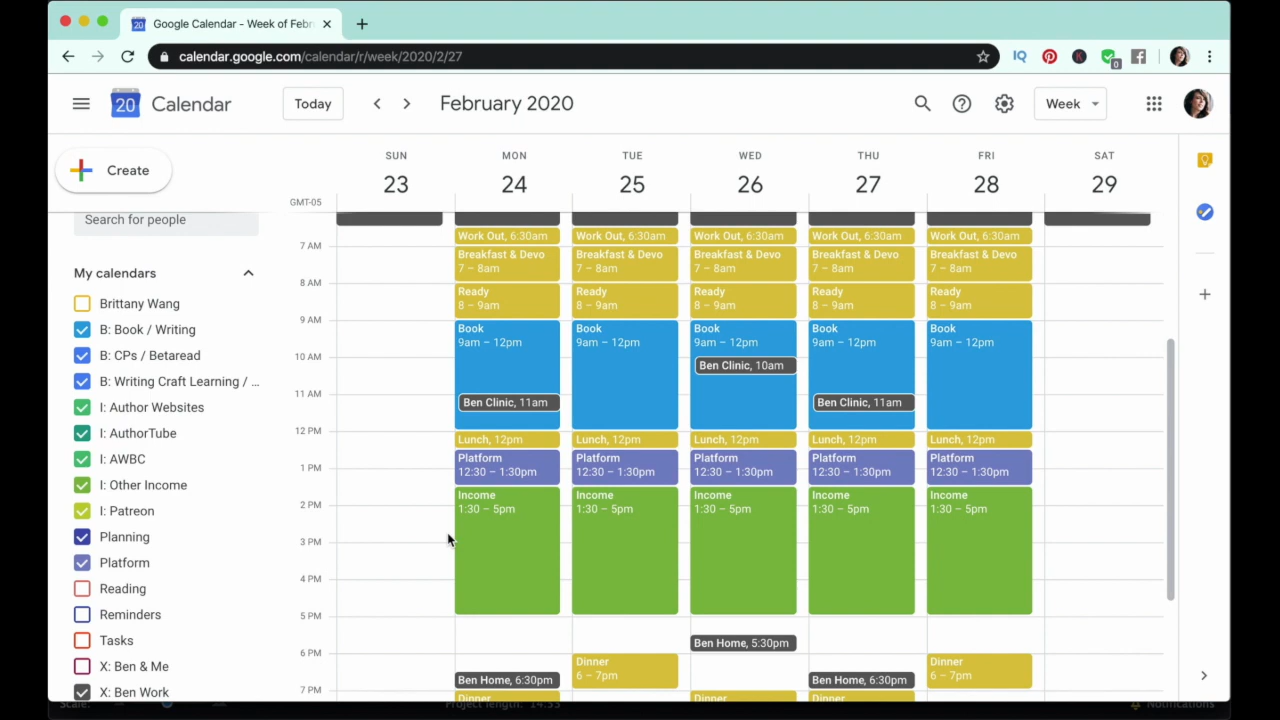 Google Calendar - Week of Febr
calendar.google.com/calendar/r/week/2020/2/27
IQ
K
0
20
Calendar
Today
February 2020
Week
Create
GMT-05
SUN
23
MON
24
TUE
25
WED
26
THU
27
FRI
28
SAT
29
Search for people
My calendars
Brittany Wang
B: Book / Writing
B: CPs / Betaread
B: Writing Craft Learning / ...
I: Author Websites
I: AuthorTube
I: AWBC
I: Other Income
I: Patreon
Planning
Platform
Reading
Reminders
Tasks
X: Ben & Me
X: Ben Work
7 AM
8 AM
9 AM
10 AM
11 AM
12 PM
1 PM
2 PM
3 PM
4 PM
5 PM
6 PM
7 PM
Work Out, 6:30am
Breakfast & Devo
7 – 8am
Ready
8 – 9am
Book
9am – 12pm
Ben Clinic, 11am
Lunch, 12pm
Platform
12:30 – 1:30pm
Income
1:30 – 5pm
Ben Home, 6:30pm
Dinner
Work Out, 6:30am
Breakfast & Devo
7 – 8am
Ready
8 – 9am
Book
9am – 12pm
Lunch, 12pm
Platform
12:30 – 1:30pm
Income
1:30 – 5pm
Dinner
6 – 7pm
Work Out, 6:30am
Breakfast & Devo
7 – 8am
Ready
8 – 9am
Book
9am – 12pm
Ben Clinic, 10am
Lunch, 12pm
Platform
12:30 – 1:30pm
Income
1:30 – 5pm
Ben Home, 5:30pm
Dinner
Work Out, 6:30am
Breakfast & Devo
7 – 8am
Ready
8 – 9am
Book
9am – 12pm
Ben Clinic, 11am
Lunch, 12pm
Platform
12:30 – 1:30pm
Income
1:30 – 5pm
Ben Home, 6:30pm
Dinner
Work Out, 6:30am
Breakfast & Devo
7 – 8am
Ready
8 – 9am
Book
9am – 12pm
Lunch, 12pm
Platform
12:30 – 1:30pm
Income
1:30 – 5pm
Dinner
6 – 7pm
Scale:
Project length: 14:33
Notifications